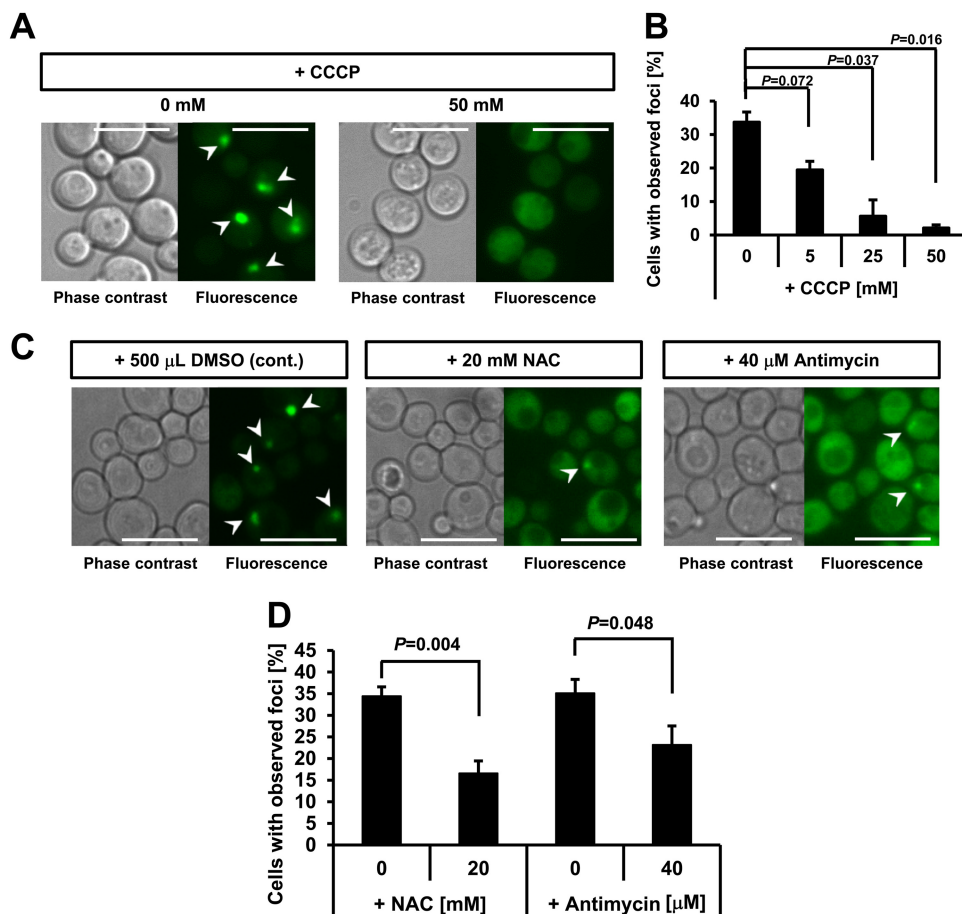 A
+ CCCP
0 mM 50 mM
Phase contrast Fluorescence Phase contrast Fluorescence
B
P=0.016
P=0.037
P=0.072
Cells with observed foci [%]
40
30
20
10
0
0 5 25 50
+ CCCP [mM]
C
+ 500 μL DMSO (cont.) + 20 mM NAC + 40 μM Antimycin
Phase contrast Fluorescence Phase contrast Fluorescence Phase contrast Fluorescence
D
P=0.004 P=0.048
Cells with observed foci [%]
45
40
35
30
25
20
15
10
5
0
0 20 0 40
+ NAC [mM] + Antimycin [μM]